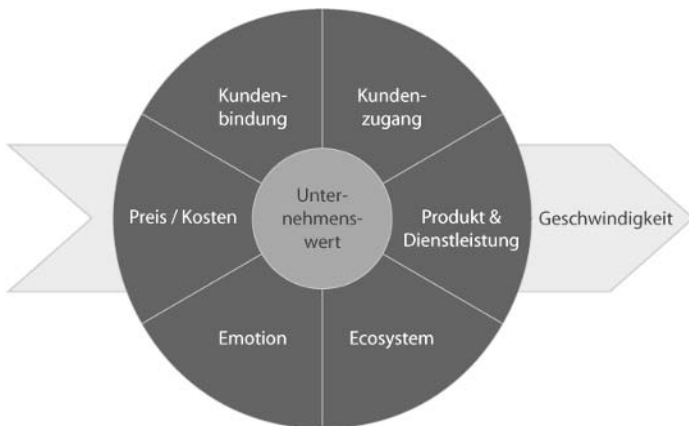 Kunden-
bindung
Kunden-
zugang
Preis / Kosten
Unter-
nehmens-
wert
Produkt &
Dienstleistung
Geschwindigkeit
Emotion
Ecosystem